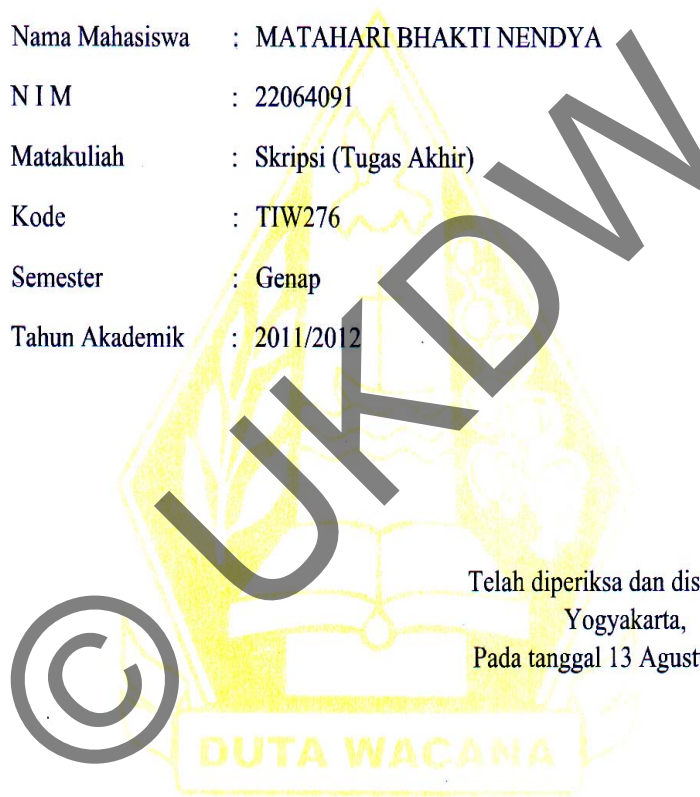 Nama Mahasiswa : MATAHARI BHAKTI NENDYA
N I M : 22064091
Matakuliah : Skripsi (Tugas Akhir)
Kode : TIW276
Semester : Genap
Tahun Akademik : 2011/2012
Telah diperiksa dan dis
Yogyakarta,
Pada tanggal 13 Agust
© UKDW
DUTA WACANA